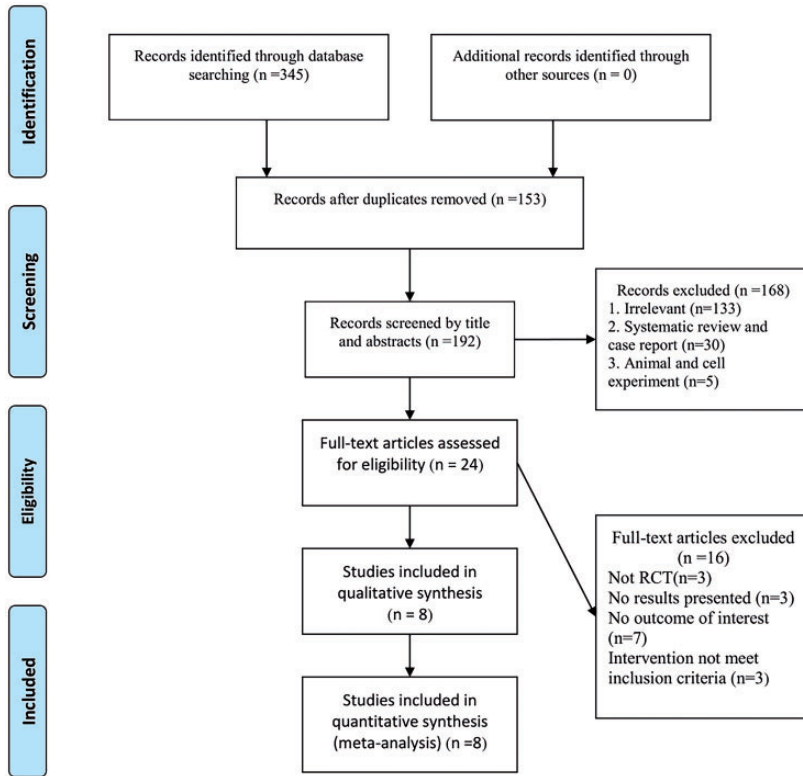 Identification
Records identified through database
searching (n =345)
Additional records identified through
other sources (n = 0)
Records after duplicates removed (n =153)
Screening
Records screened by title
and abstracts (n =192)
Records excluded (n =168)
1. Irrelevant (n=133)
2. Systematic review and
case report (n=30)
3. Animal and cell
experiment (n=5)
Eligibility
Full-text articles assessed
for eligibility (n = 24)
Full-text articles excluded
(n =16)
Not RCT(n=3)
No results presented (n=3)
No outcome of interest
(n=7)
Intervention not meet
inclusion criteria (n=3)
Studies included in
qualitative synthesis
(n = 8)
Included
Studies included in
quantitative synthesis
(meta-analysis) (n =8)